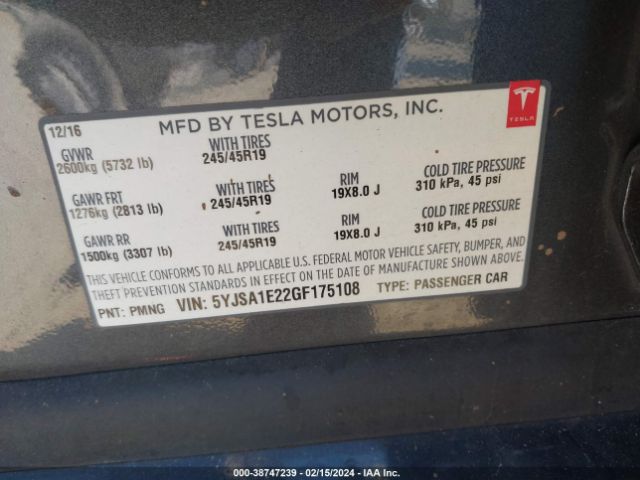 12/16 MFD BY TESLA MOTORS, INC. TESLA
GVWR WITH TIRES
2600kg (5732 lb) 245/45R19
GAWR FRT WITH TIRES RIM COLD TIRE PRESSURE
1276kg (2813 lb) 245/45R19 19X8.0 J 310 kPa, 45 psi
GAWR RR WITH TIRES RIM COLD TIRE PRESSURE
1500kg (3307 lb) 245/45R19 19X8.0 J 310 kPa, 45 psi
THIS VEHICLE CONFORMS TO ALL APPLICABLE U.S. FEDERAL MOTOR VEHICLE SAFETY, BUMPER, AND
THEFT PREVENTION STANDARDS IN EFFECT ON THE DATE OF MANUFACTURE SHOWN ABOVE.
PNT: PMNG VIN: 5YJSA1E22GF175108 TYPE: PASSENGER CAR
000-38747239 - 02/15/2024 - IAA Inc.